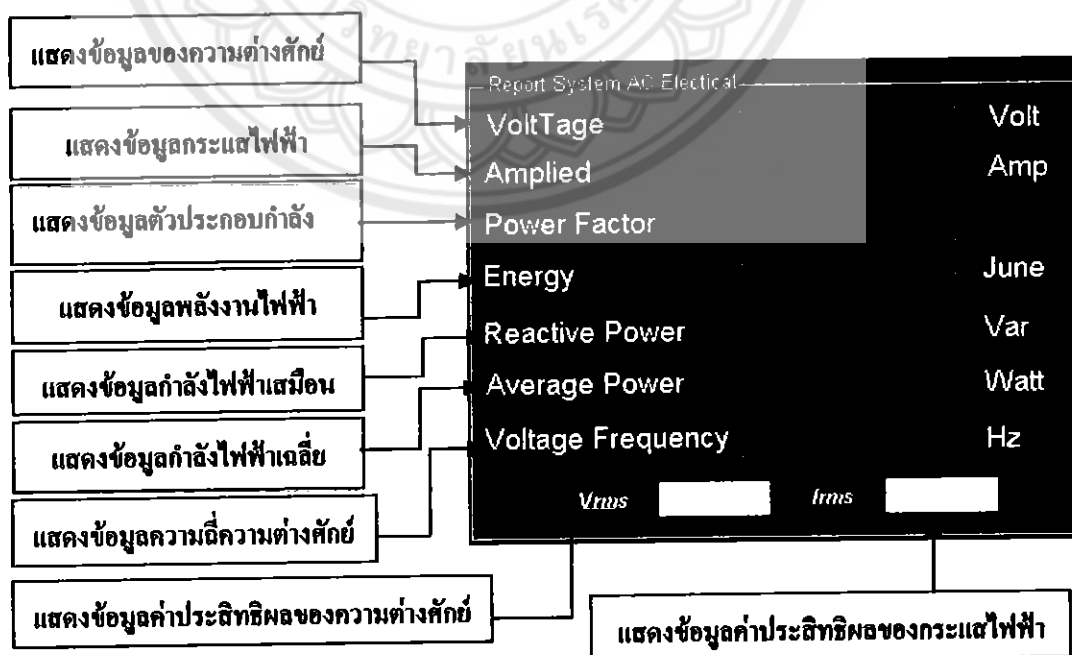 วิทยาลัยนเรศ
แสดงข้อมูลของความต่างศักย์
แสดงข้อมูลกระแสไฟฟ้า
แสดงข้อมูลตัวประกอบกำลัง
แสดงข้อมูลพลังงานไฟฟ้า
แสดงข้อมูลกำลังไฟฟ้าเสมือน
แสดงข้อมูลกำลังไฟฟ้าเฉลี่ย
แสดงข้อมูลความถี่ความต่างศักย์
แสดงข้อมูลค่าประสิทธิผลของความต่างศักย์
Report System AC Electical
VoltTage Volt
Amplied Amp
Power Factor
Energy June
Reactive Power Var
Average Power Watt
Voltage Frequency Hz
Vrms Irms
แสดงข้อมูลค่าประสิทธิผลของกระแสไฟฟ้า